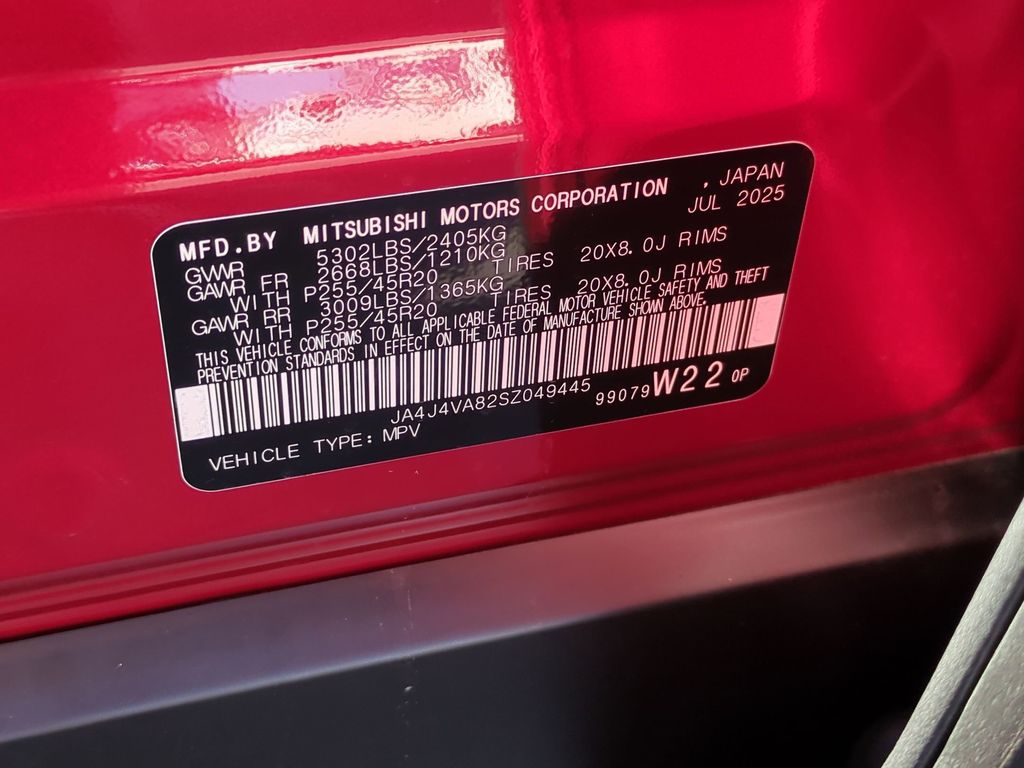 MFD.BY MITSUBISHI MOTORS CORPORATION , JAPAN
JUL 2025
GVWR 5302LBS/2405KG
GAWR FR 2668LBS/1210KG
WITH P255/45R20 TIRES 20X8.0J RIMS
GAWR RR 3009LBS/1365KG
WITH P255/45R20 TIRES 20X8.0J RIMS
THIS VEHICLE CONFORMS TO ALL APPLICABLE FEDERAL MOTOR VEHICLE SAFETY AND THEFT
PREVENTION STANDARDS IN EFFECT ON THE DATE OF MANUFACTURE SHOWN ABOVE.
JA4J4VA82SZ049445 99079 W22 0P
VEHICLE TYPE: MPV